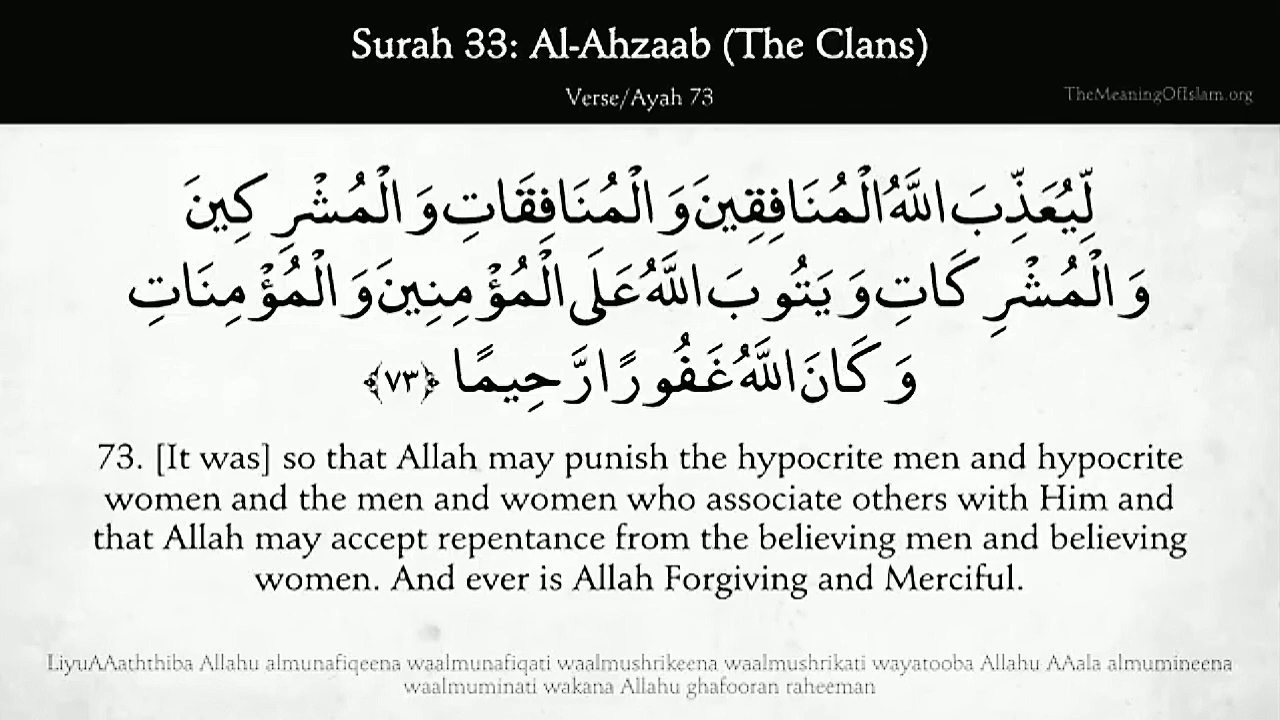 Surah 33: Al-Ahzaab (The Clans)
Verse/Ayah 73
TheMeaningOfIslam.org
لِّيُعَذِّبَ اللَّهُ الْمُنَافِقِينَ وَ الْمُنَافِقَاتِ وَ الْمُشْرِكِينَ
وَ الْمُشْرِكَاتِ وَ يَتُوبَ اللَّهُ عَلَى الْمُؤْمِنِينَ وَ الْمُؤْمِنَاتِ
وَ كَانَ اللَّهُ غَفُورًا رَّحِيمًا ﴿٧٣﴾
73. [It was] so that Allah may punish the hypocrite men and hypocrite
women and the men and women who associate others with Him and
that Allah may accept repentance from the believing men and believing
women. And ever is Allah Forgiving and Merciful.
LiyuAAaththiba Allahu almunafiqeena waalmunafiqati waalmushrikeena waalmushrikati wayatooba Allahu AAala almumineena
waalmuminati wakana Allahu ghafooran raheeman